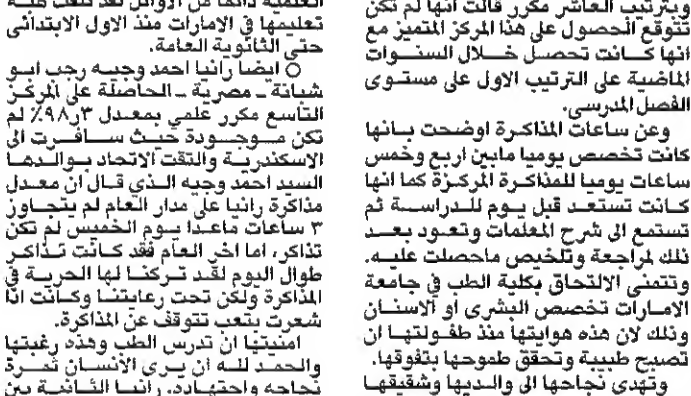 وبترتيب العاشر مكرر قالت انها لم تكن
تتوقع الحصول على هذا المركز المتميز مع
انها كانت تحصل خلال السنوات
الماضية على الترتيب الاول على مستوى
الفصل المدرسي.
وعن ساعات المذاكرة اوضحت بانها
كانت تخصص يوميا مابين اربع وخمس
ساعات يوميا للمذاكرة المركزة كما انها
كانت تستعد قبل يوم للدراسة ثم
تستمع الى شرح المعلمات وتعود بعد
ذلك لمراجعة وتلخيص ماحصلت عليه.
وتتمنى الالتحاق بكلية الطب في جامعة
الامارات تخصص البشرى او الاسنان
وذلك لان هذه هوايتها منذ طفولتها ان
تصبح طبيبة وتحقق طموحها بتفوقها.
وتهدى نجاحها الى والديها وشقيقها
العلمية دائما من الاوائل لقد تلقت هبة
تعليمها في الامارات منذ الاول الابتدائى
حتى الثانوية العامة.
○ ايضا رانيا احمد وجيه رجب ابو
شبانة ـ مصرية ـ الحاصلة على المركز
التاسع مكرر علمي بمعدل ٩٨٫٣٪ لم
تكن موجودة حيث سافرت الى
الاسكندرية والتقت الاتحاد بوالدها
السيد احمد وجيه الذي قال ان معدل
مذاكرة رانيا على مدار العام لم يتجاوز
٣ ساعات ماعدا يوم الخميس لم تكن
تذاكر، اما اخر العام فقد كانت تذاكر
طوال اليوم لقد تركنا لها الحرية في
المذاكرة ولكن تحت رعايتنا وكانت اذا
شعرت بتعب تتوقف عن المذاكرة.
امنيتها ان تدرس الطب وهذه رغبتها
والحمد لله ان يرى الانسان ثمرة
نجاحه واجتهاده. رانيا الثانية بين